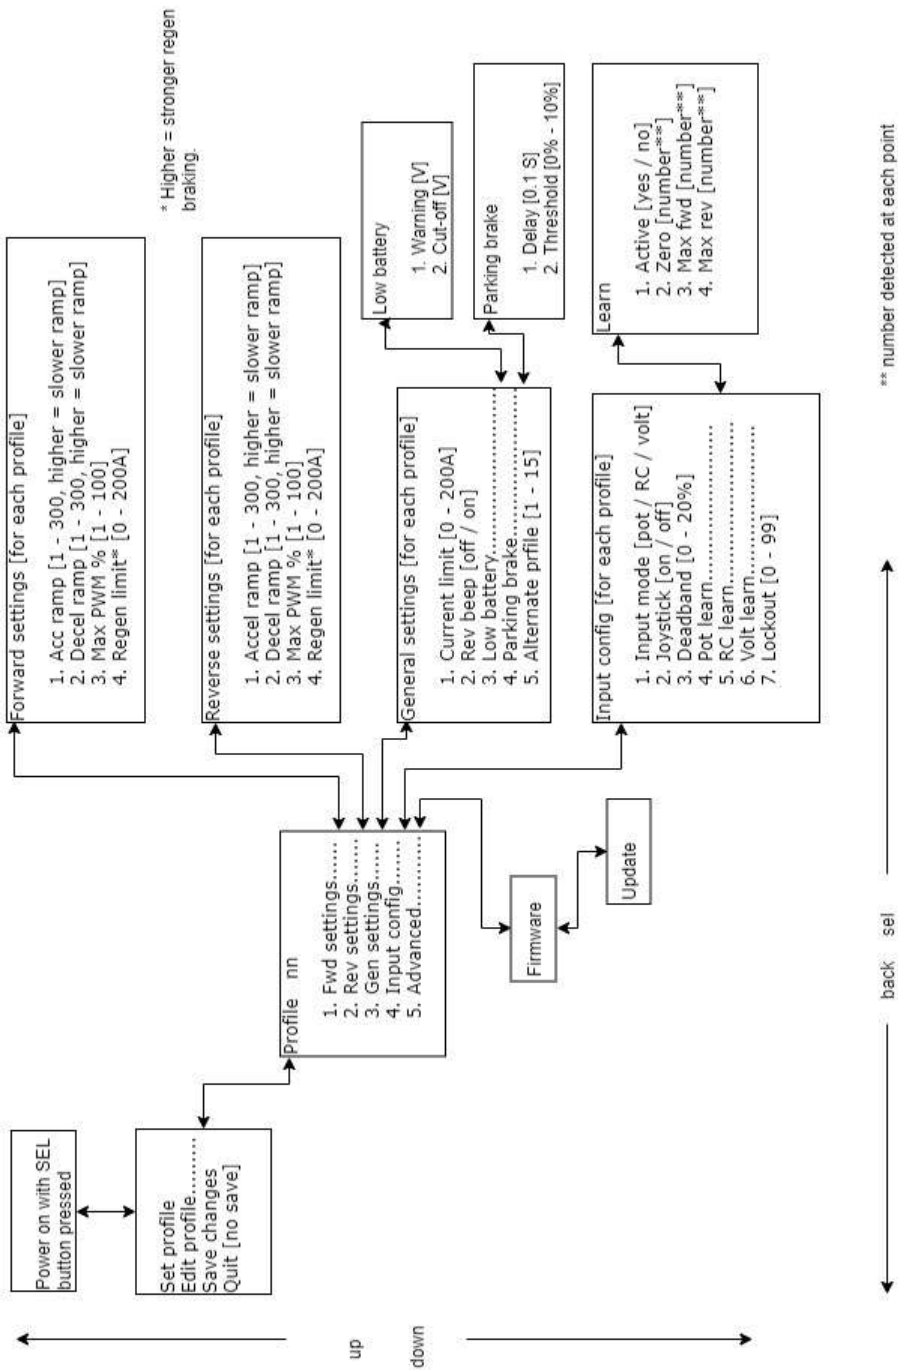 Power on with SEL
button pressed
Set profile
Edit profile..........
Save changes
Quit [no save]
Profile  nn
1. Fwd settings......
2. Rev settings.......
3. Gen settings......
4. Input config.......
5. Advanced...........
Firmware
Update
Forward settings [for each profile]
1. Acc ramp [1 - 300, higher = slower ramp]
2. Decel ramp [1 - 300, higher = slower ramp]
3. Max PWM % [1 - 100]
4. Regen limit* [0 - 200A]
* Higher = stronger regen
braking.
Reverse settings [for each profile]
1. Accel ramp [1 - 300, higher = slower ramp]
2. Decel ramp [1 - 300, higher = slower ramp]
3. Max PWM % [1 - 100]
4. Regen limit* [0 - 200A]
General settings [for each profile]
1. Current limit [0 - 200A]
2. Rev beep [off / on]
3. Low battery........................
4. Parking brake.....................
5. Alternate prfile [1 - 15]
Low battery
1. Warning [V]
2. Cut-off [V]
Parking brake
1. Delay [0.1 S]
2. Threshold [0% - 10%]
Input config [for each profile]
1. Input mode [pot / RC / volt]
2. Joystick [on / off]
3. Deadband [0 - 20%]
4. Pot learn.......................
5. RC learn........................
6. Volt learn.......................
7. Lockout [0 - 99]
Learn
1. Active [yes / no]
2. Zero [number**]
3. Max fwd [number**]
4. Max rev [number**]
up
down
back
sel
** number detected at each point